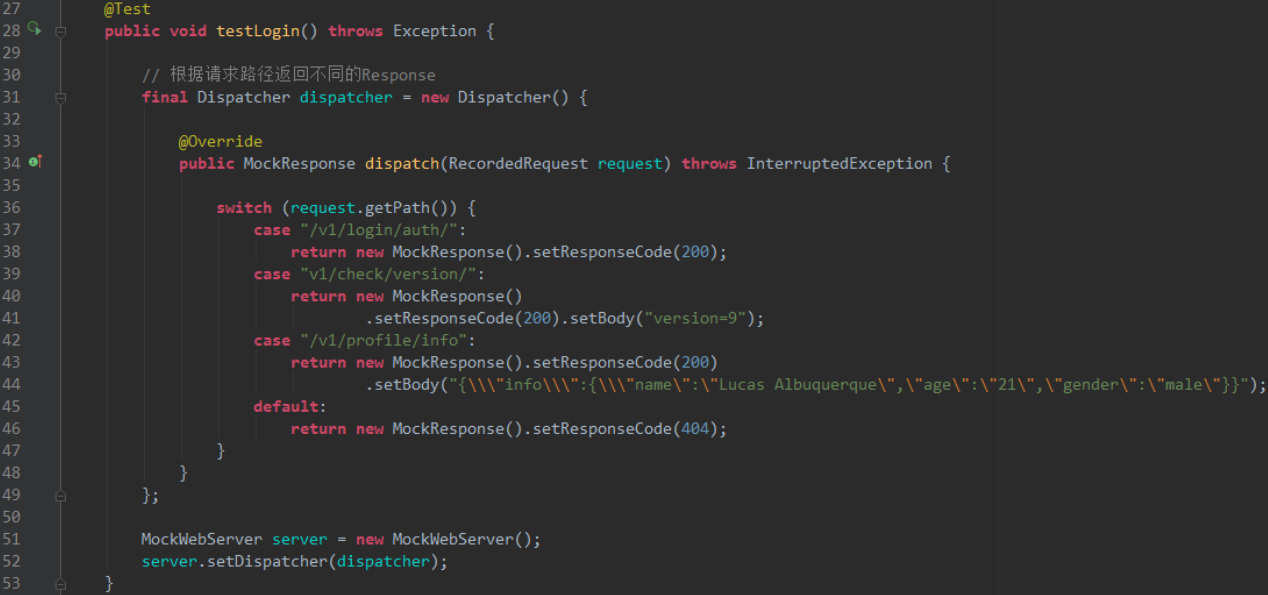 27 @Test
28 public void testLogin() throws Exception {
29
30 // 根据请求路径返回不同的Response
31 final Dispatcher dispatcher = new Dispatcher() {
32
33 @Override
34 public MockResponse dispatch(RecordedRequest request) throws InterruptedException {
35
36 switch (request.getPath()) {
37 case "/v1/login/auth/":
38 return new MockResponse().setResponseCode(200);
39 case "v1/check/version/":
40 return new MockResponse()
41 .setResponseCode(200).setBody("version=9");
42 case "/v1/profile/info":
43 return new MockResponse().setResponseCode(200)
44 .setBody("{\\\"info\\\":{\\\"name\":\"Lucas Albuquerque\",\"age\":\"21\",\"gender\":\"male\"}}");
45 default:
46 return new MockResponse().setResponseCode(404);
47 }
48 }
49 };
50
51 MockWebServer server = new MockWebServer();
52 server.setDispatcher(dispatcher);
53 }